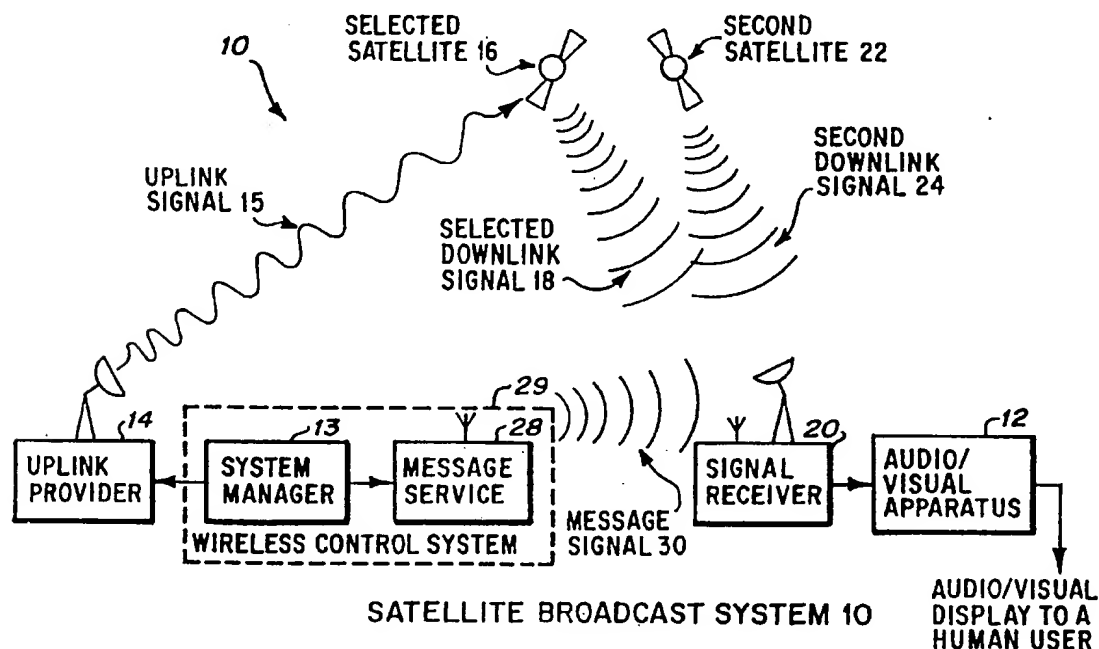 10
SELECTED
SATELLITE 16
SECOND
SATELLITE 22
UPLINK
SIGNAL 15
SELECTED
DOWNLINK
SIGNAL 18
SECOND
DOWNLINK
SIGNAL 24
14
UPLINK
PROVIDER
29
13
SYSTEM
MANAGER
28
MESSAGE
SERVICE
WIRELESS CONTROL SYSTEM
MESSAGE
SIGNAL 30
20
SIGNAL
RECEIVER
12
AUDIO/
VISUAL
APPARATUS
AUDIO/VISUAL
DISPLAY TO A
HUMAN USER
SATELLITE BROADCAST SYSTEM 10